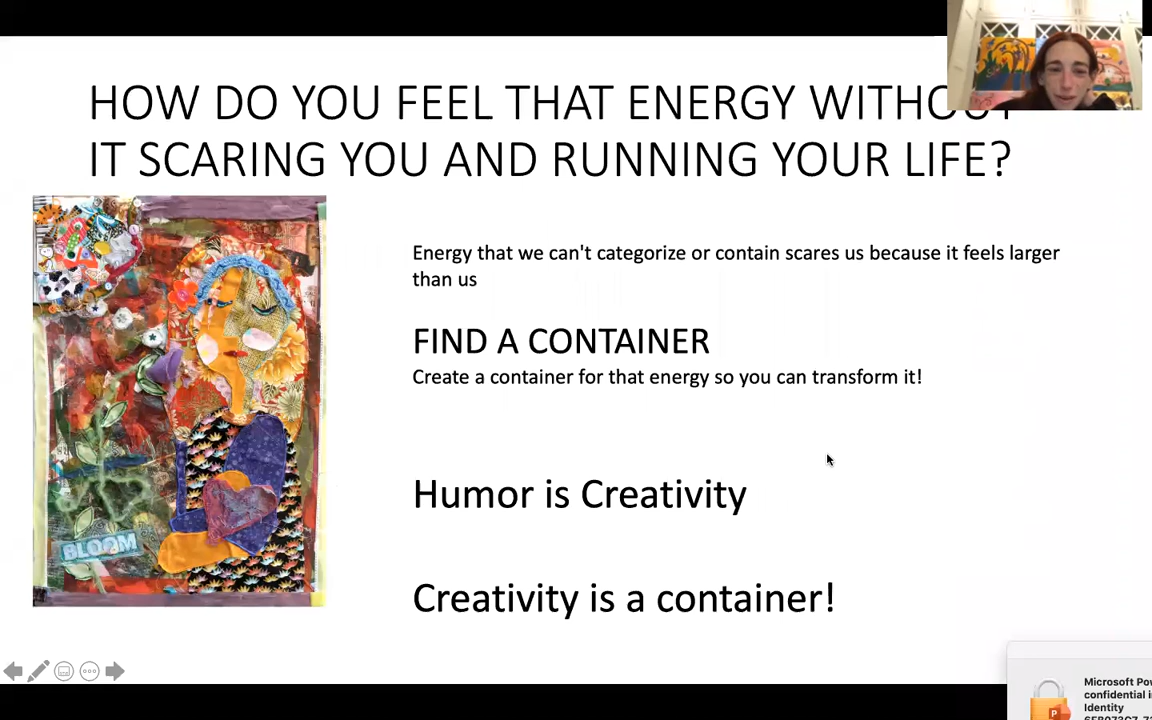 HOW DO YOU FEEL THAT ENERGY WITHOUT
IT SCARING YOU AND RUNNING YOUR LIFE?
Energy that we can't categorize or contain scares us because it feels larger
than us
FIND A CONTAINER
Create a container for that energy so you can transform it!
Humor is Creativity
Creativity is a container!
BLOOM
Microsoft Pow
confidential i
Identity